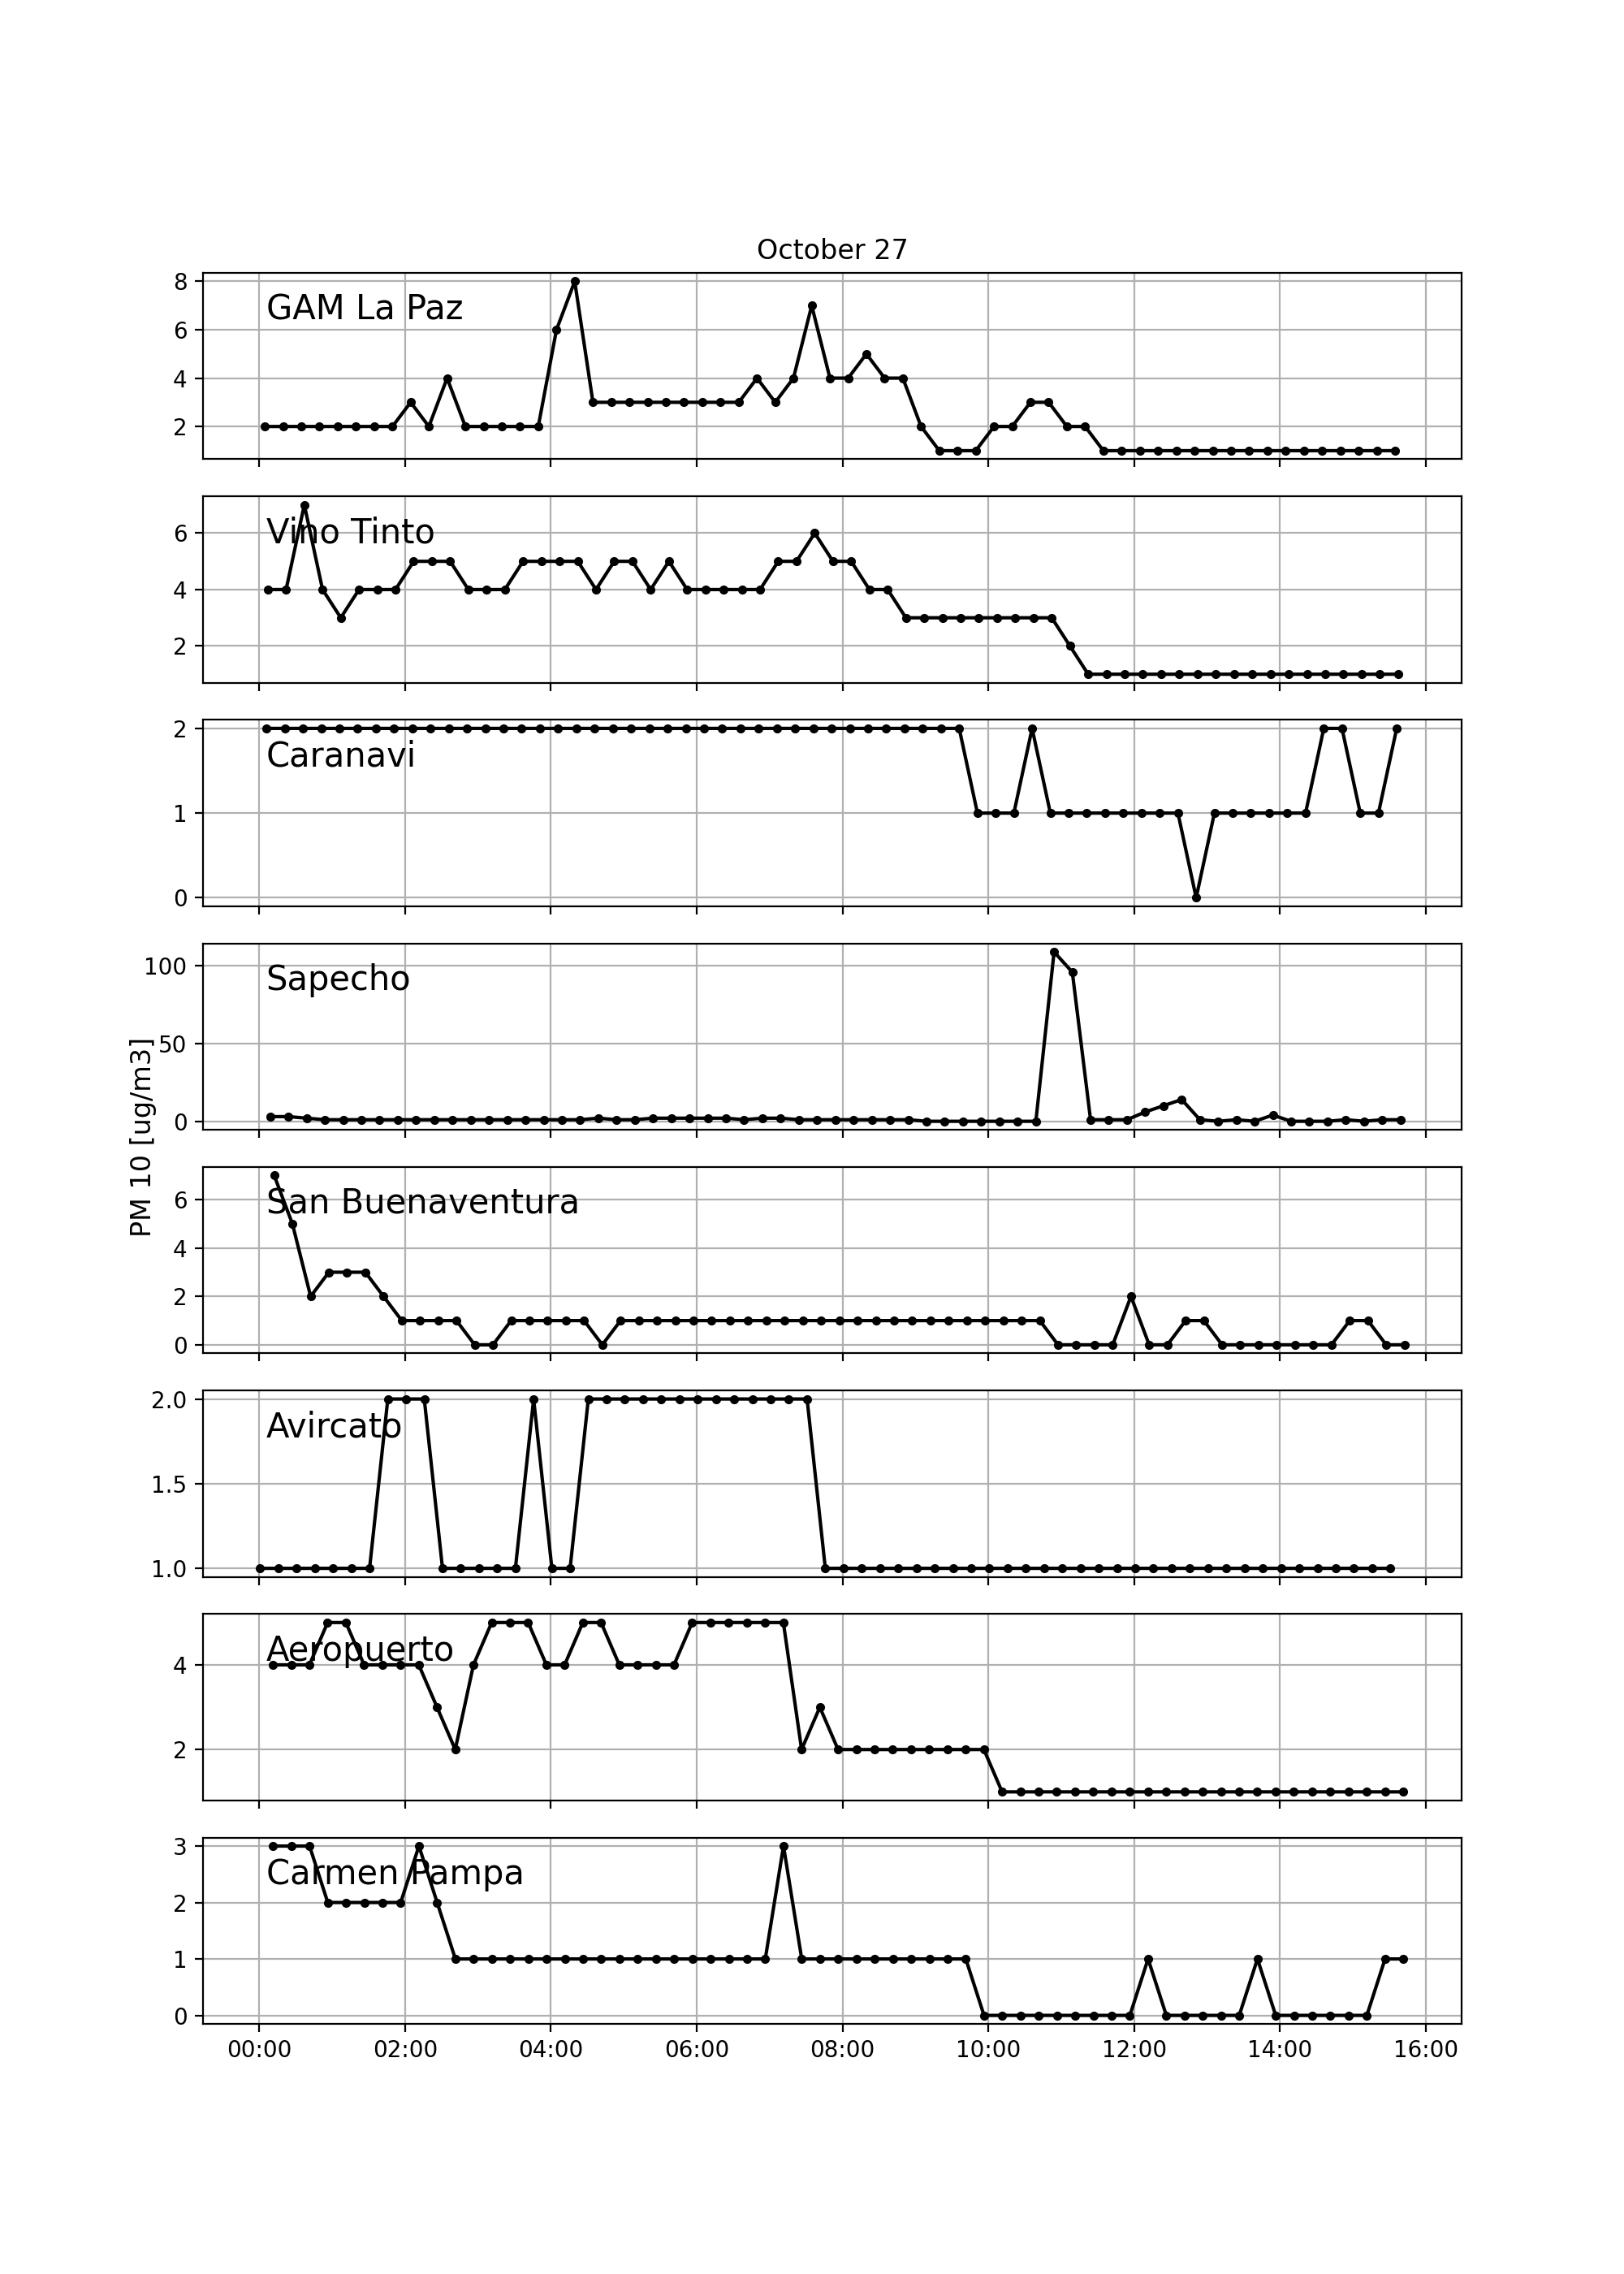 October 27
8
GAM La Paz
6
4
2
Vino Tinto
6
4
2
2
Caranavi
1
0
100
Sapecho
50
0
PM 10 [ug/m3]
San Buenaventura
6
4
2
0
2.0
Avircato
1.5
1.0
Aeropuerto
4
2
3
Carmen Pampa
2
1
0
00:00 02:00 04:00 06:00 08:00 10:00 12:00 14:00 16:00